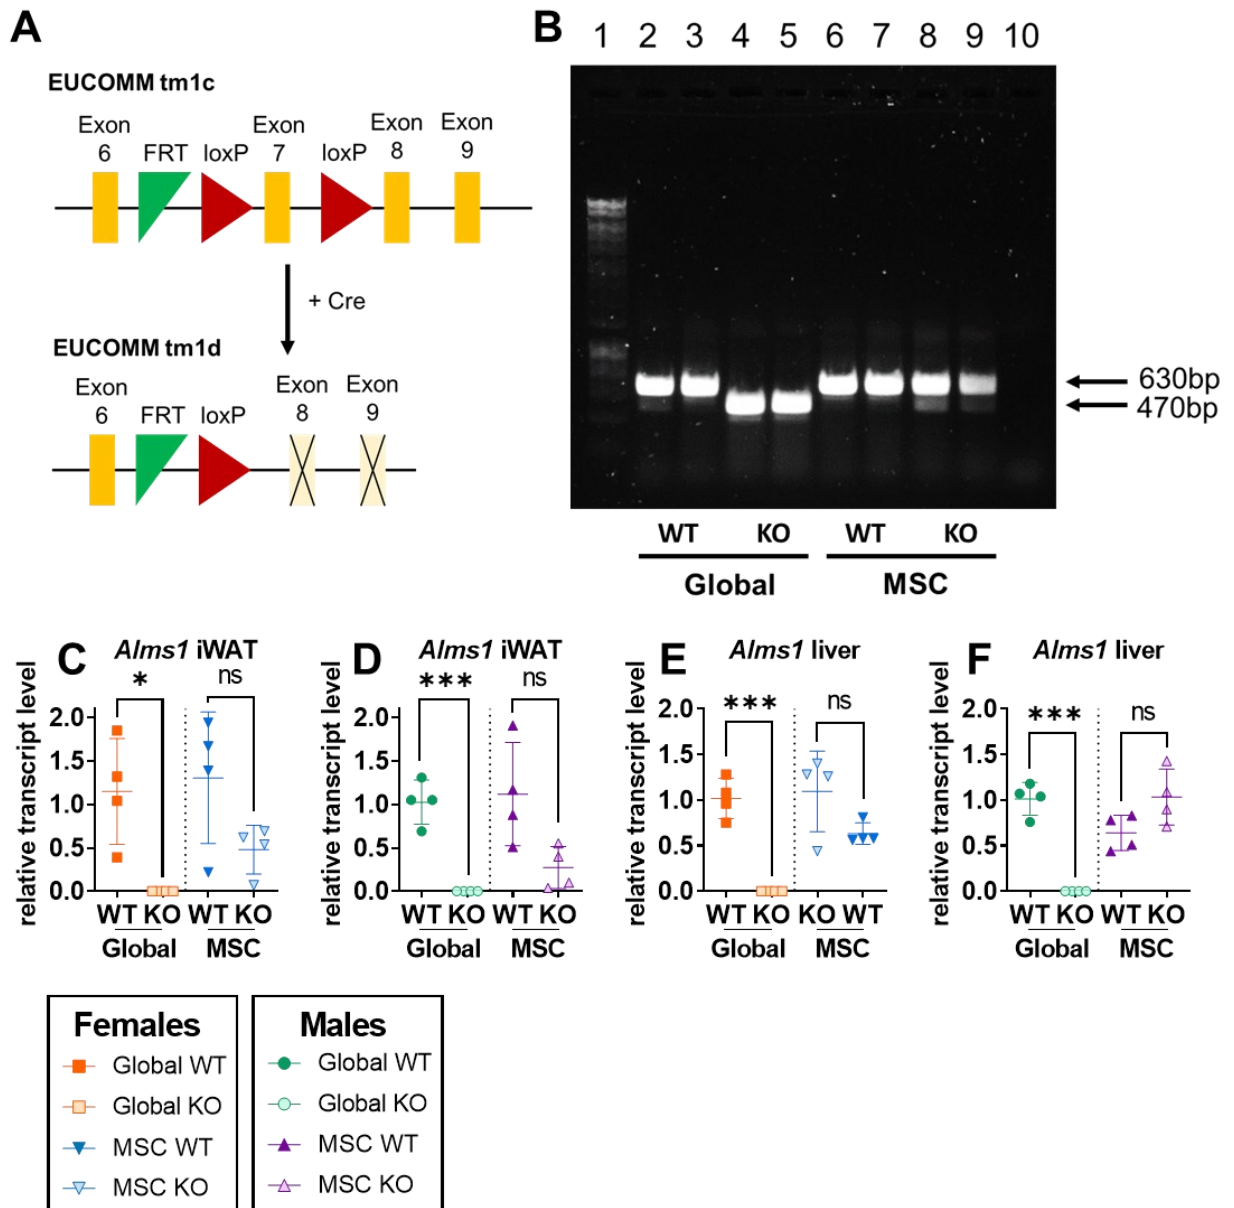 A
EUCOMM tm1c
Exon 6 FRT loxP Exon 7 loxP Exon 8 Exon 9
+ Cre
EUCOMM tm1d
Exon 6 FRT loxP Exon 8 Exon 9
B
1 2 3 4 5 6 7 8 9 10
630bp
470bp
WT KO WT KO
Global MSC
C
Alms1 iWAT
* ns
relative transcript level
2.0
1.5
1.0
0.5
0.0
WT KO WT KO
Global MSC
D
Alms1 iWAT
*** ns
relative transcript level
2.0
1.5
1.0
0.5
0.0
WT KO WT KO
Global MSC
E
Alms1 liver
*** ns
relative transcript level
2.0
1.5
1.0
0.5
0.0
WT KO KO WT
Global MSC
F
Alms1 liver
*** ns
relative transcript level
2.0
1.5
1.0
0.5
0.0
WT KO WT KO
Global MSC
Females
Global WT
Global KO
MSC WT
MSC KO
Males
Global WT
Global KO
MSC WT
MSC KO